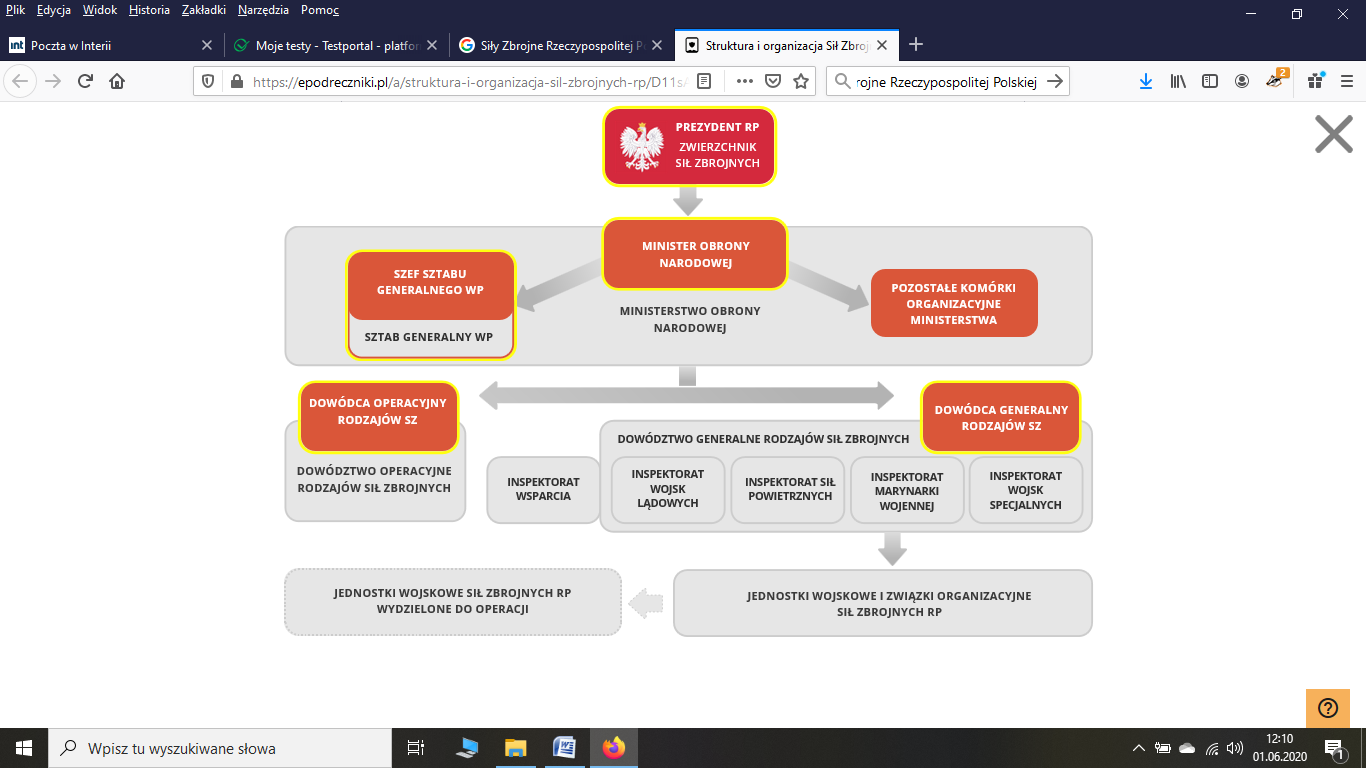 Plik Edycja Widok Historia Zakładki Narzędzia Pomoc
int Poczta w Interii
Moje testy - Testportal - platfor
Siły Zbrojne Rzeczypospolitej P
Struktura i organizacja Sił Zbroj
https://epodreczniki.pl/a/struktura-i-organizacja-sil-zbrojnych-rp/D11s
rojne Rzeczypospolitej Polskiej
2
PREZYDENT RP
ZWIERZCHNIK
SIŁ ZBROJNYCH
MINISTER OBRONY
NARODOWEJ
SZEF SZTABU
GENERALNEGO WP
SZTAB GENERALNY WP
MINISTERSTWO OBRONY
NARODOWEJ
POZOSTAŁE KOMÓRKI
ORGANIZACYJNE
MINISTERSTWA
DOWÓDCA OPERACYJNY
RODZAJÓW SZ
DOWÓDZTWO OPERACYJNE
RODZAJÓW SIŁ ZBROJNYCH
DOWÓDCA GENERALNY
RODZAJÓW SZ
DOWÓDZTWO GENERALNE RODZAJÓW SIŁ ZBROJNYCH
INSPEKTORAT
WSPARCIA
INSPEKTORAT
WOJSK
LĄDOWYCH
INSPEKTORAT SIŁ
POWIETRZNYCH
INSPEKTORAT
MARYNARKI
WOJENNEJ
INSPEKTORAT
WOJSK
SPECJALNYCH
JEDNOSTKI WOJSKOWE SIŁ ZBROJNYCH RP
WYDZIELONE DO OPERACJI
JEDNOSTKI WOJSKOWE I ZWIĄZKI ORGANIZACYJNE
SIŁ ZBROJNYCH RP
Wpisz tu wyszukiwane słowa
12:10
01.06.2020
1